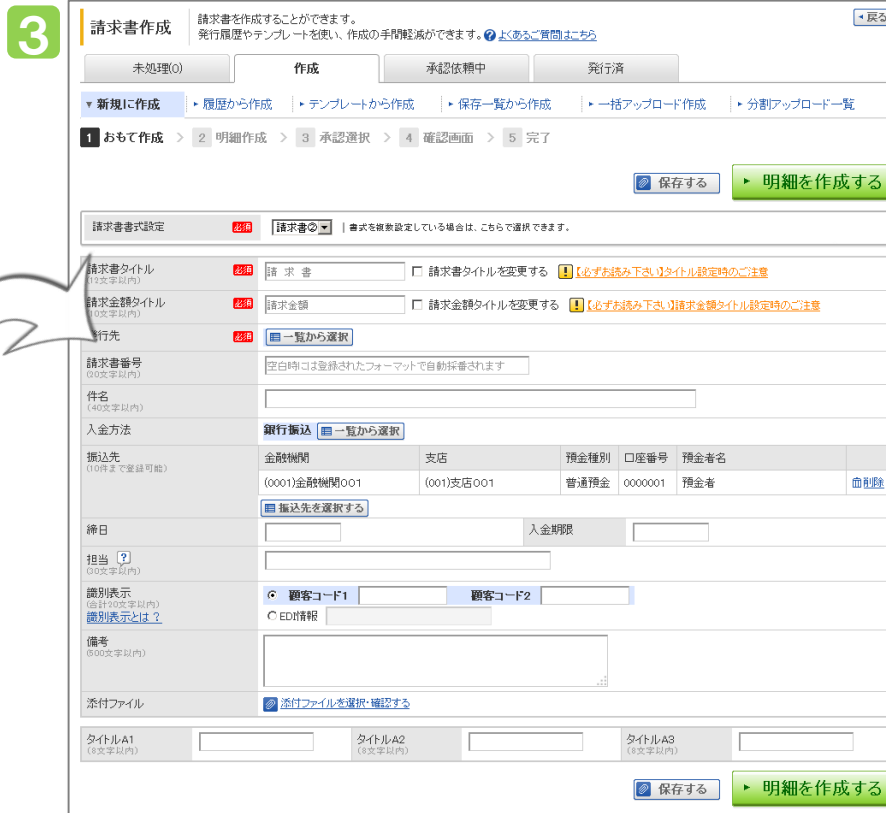 3
請求書作成
請求書を作成することができます。
発行履歴やテンプレートを使い、作成の手間軽減ができます。 よくあるご質問はこちら
戻る
未処理(0) 作成 承認依頼中 発行済
新規に作成 履歴から作成 テンプレートから作成 保存一覧から作成 一括アップロード作成 分割アップロード一覧
1 おもて作成 > 2 明細作成 > 3 承認選択 > 4 確認画面 > 5 完了
保存する 明細を作成する
請求書書式設定 必須 請求書② | 書式を複数設定している場合は、こちらで選択できます。
請求書タイトル 必須 請 求 書 請求書タイトルを変更する 【必ずお読み下さい】タイトル設定時のご注意
(12文字以内)
請求金額タイトル 必須 請求金額 請求金額タイトルを変更する 【必ずお読み下さい】請求金額タイトル設定時のご注意
(10文字以内)
発行先 必須 一覧から選択
請求書番号 空白時には登録されたフォーマットで自動採番されます
(20文字以内)
件名
(40文字以内)
入金方法 銀行振込 一覧から選択
振込先 金融機関 支店 預金種別 口座番号 預金者名
(10件まで登録可能)
(0001)金融機関001 (001)支店001 普通預金 0000001 預金者 削除
振込先を選択する
締日 入金期限
担当 ?
(30文字以内)
識別表示 顧客コード1 顧客コード2
(合計20文字以内)
識別表示とは? EDI情報
備考
(500文字以内)
添付ファイル 添付ファイルを選択・確認する
タイトルA1 タイトルA2 タイトルA3
(8文字以内) (8文字以内) (8文字以内)
保存する 明細を作成する